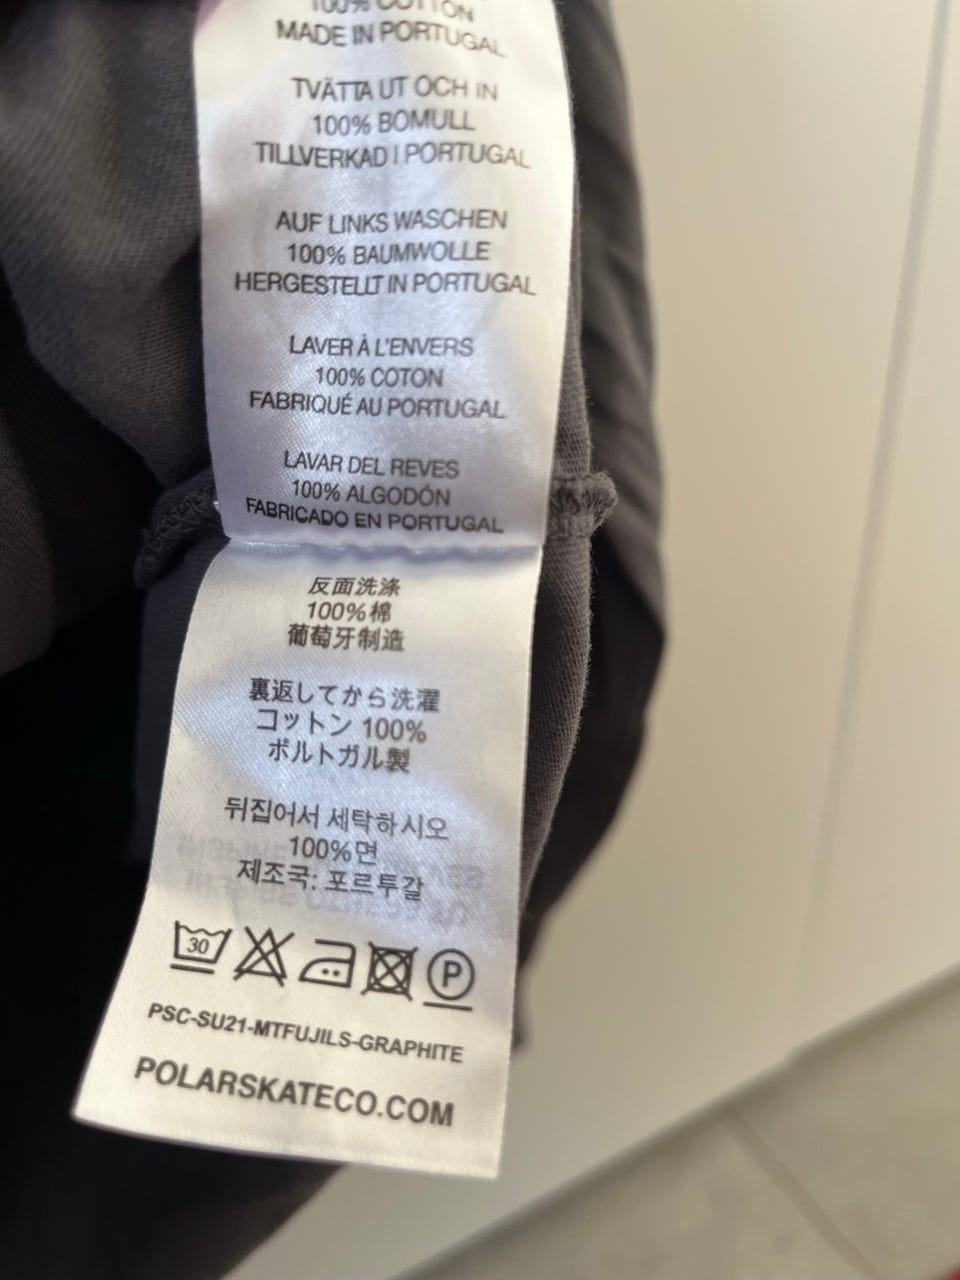 100% COTTON
MADE IN PORTUGAL
TVÄTTA UT OCH IN
100% BOMULL
TILLVERKAD I PORTUGAL
AUF LINKS WASCHEN
100% BAUMWOLLE
HERGESTELLT IN PORTUGAL
LAVER À L'ENVERS
100% COTON
FABRIQUÉ AU PORTUGAL
LAVAR DEL REVES
100% ALGODÓN
FABRICADO EN PORTUGAL
反面洗涤
100%棉
葡萄牙制造
裏返してから洗濯
コットン 100%
ポルトガル製
뒤집어서 세탁하시오
100%면
제조국: 포르투갈
30 P
PSC-SU21-MTFUJILS-GRAPHITE
POLARSKATECO.COM